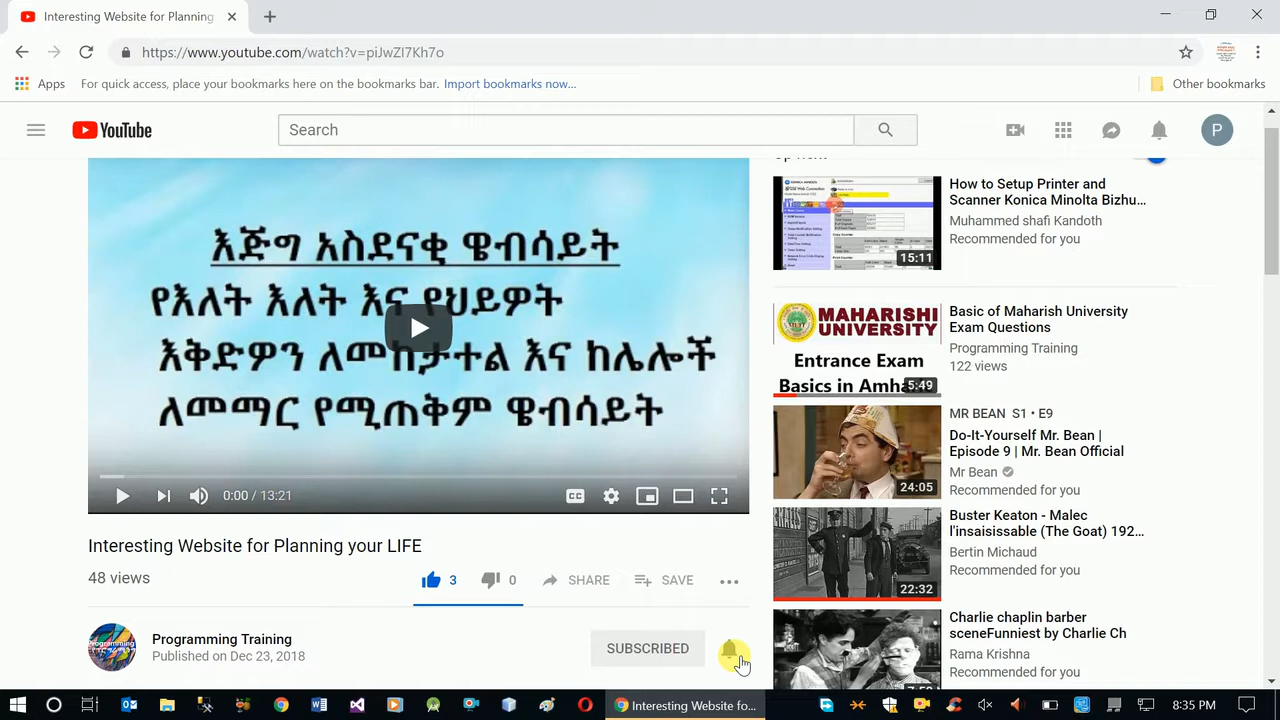 Interesting Website for Planning
https://www.youtube.com/watch?v=piJwZI7Kh7o
Apps For quick access, place your bookmarks here on the bookmarks bar. Import bookmarks now... Other bookmarks
YouTube
Search
P
እጅግ አስደናቂ ዌብሳይት
የእለት እለት እና የህይዎት
እቅድዎን ለመከታተል እና ከሌሎች
ለመማር የሚጠቅም ዌብሳይት
0:00 / 13:21
Interesting Website for Planning your LIFE
48 views
3 0 SHARE SAVE
Programming Training
Published on Dec 23, 2018
SUBSCRIBED
Up next
15:11
How to Setup Printer and
Scanner Konica Minolta Bizhu...
Muhammed shafi Kandoth
Recommended for you
MAHARISHI
UNIVERSITY
Entrance Exam
Basics in Amha
5:49
Basic of Maharish University
Exam Questions
Programming Training
122 views
24:05
MR BEAN S1 • E9
Do-It-Yourself Mr. Bean |
Episode 9 | Mr. Bean Official
Mr Bean
Recommended for you
22:32
Buster Keaton - Malec
l'insaisissable (The Goat) 192...
Bertin Michaud
Recommended for you
Charlie chaplin barber
sceneFunniest by Charlie Ch
Rama Krishna
Recommended for you
Interesting Website fo...
8:35 PM